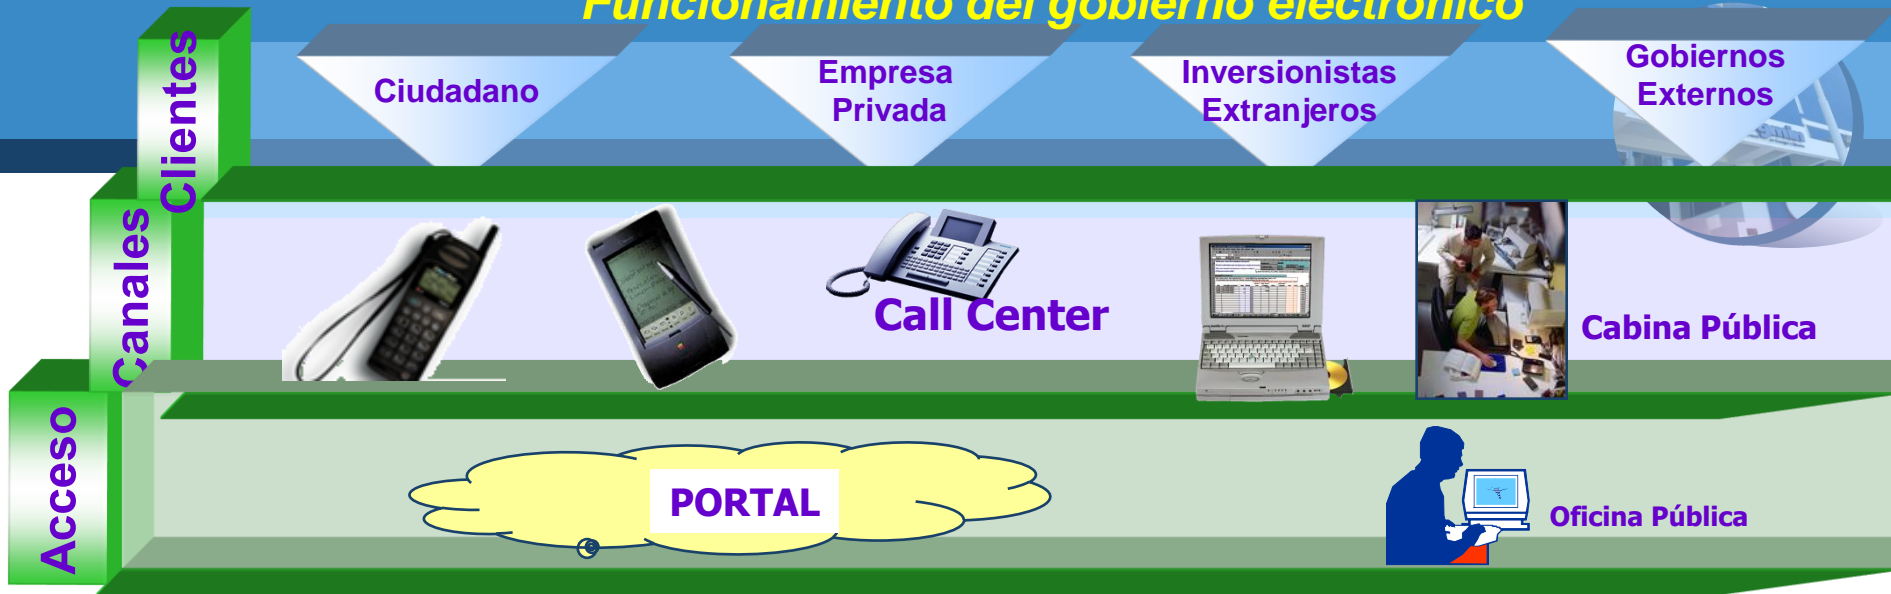 Funcionamiento del gobierno electrónico
Clientes
Ciudadano
Empresa
Privada
Inversionistas
Extranjeros
Gobiernos
Externos
Canales
Call Center
Cabina Pública
Acceso
PORTAL
Oficina Pública